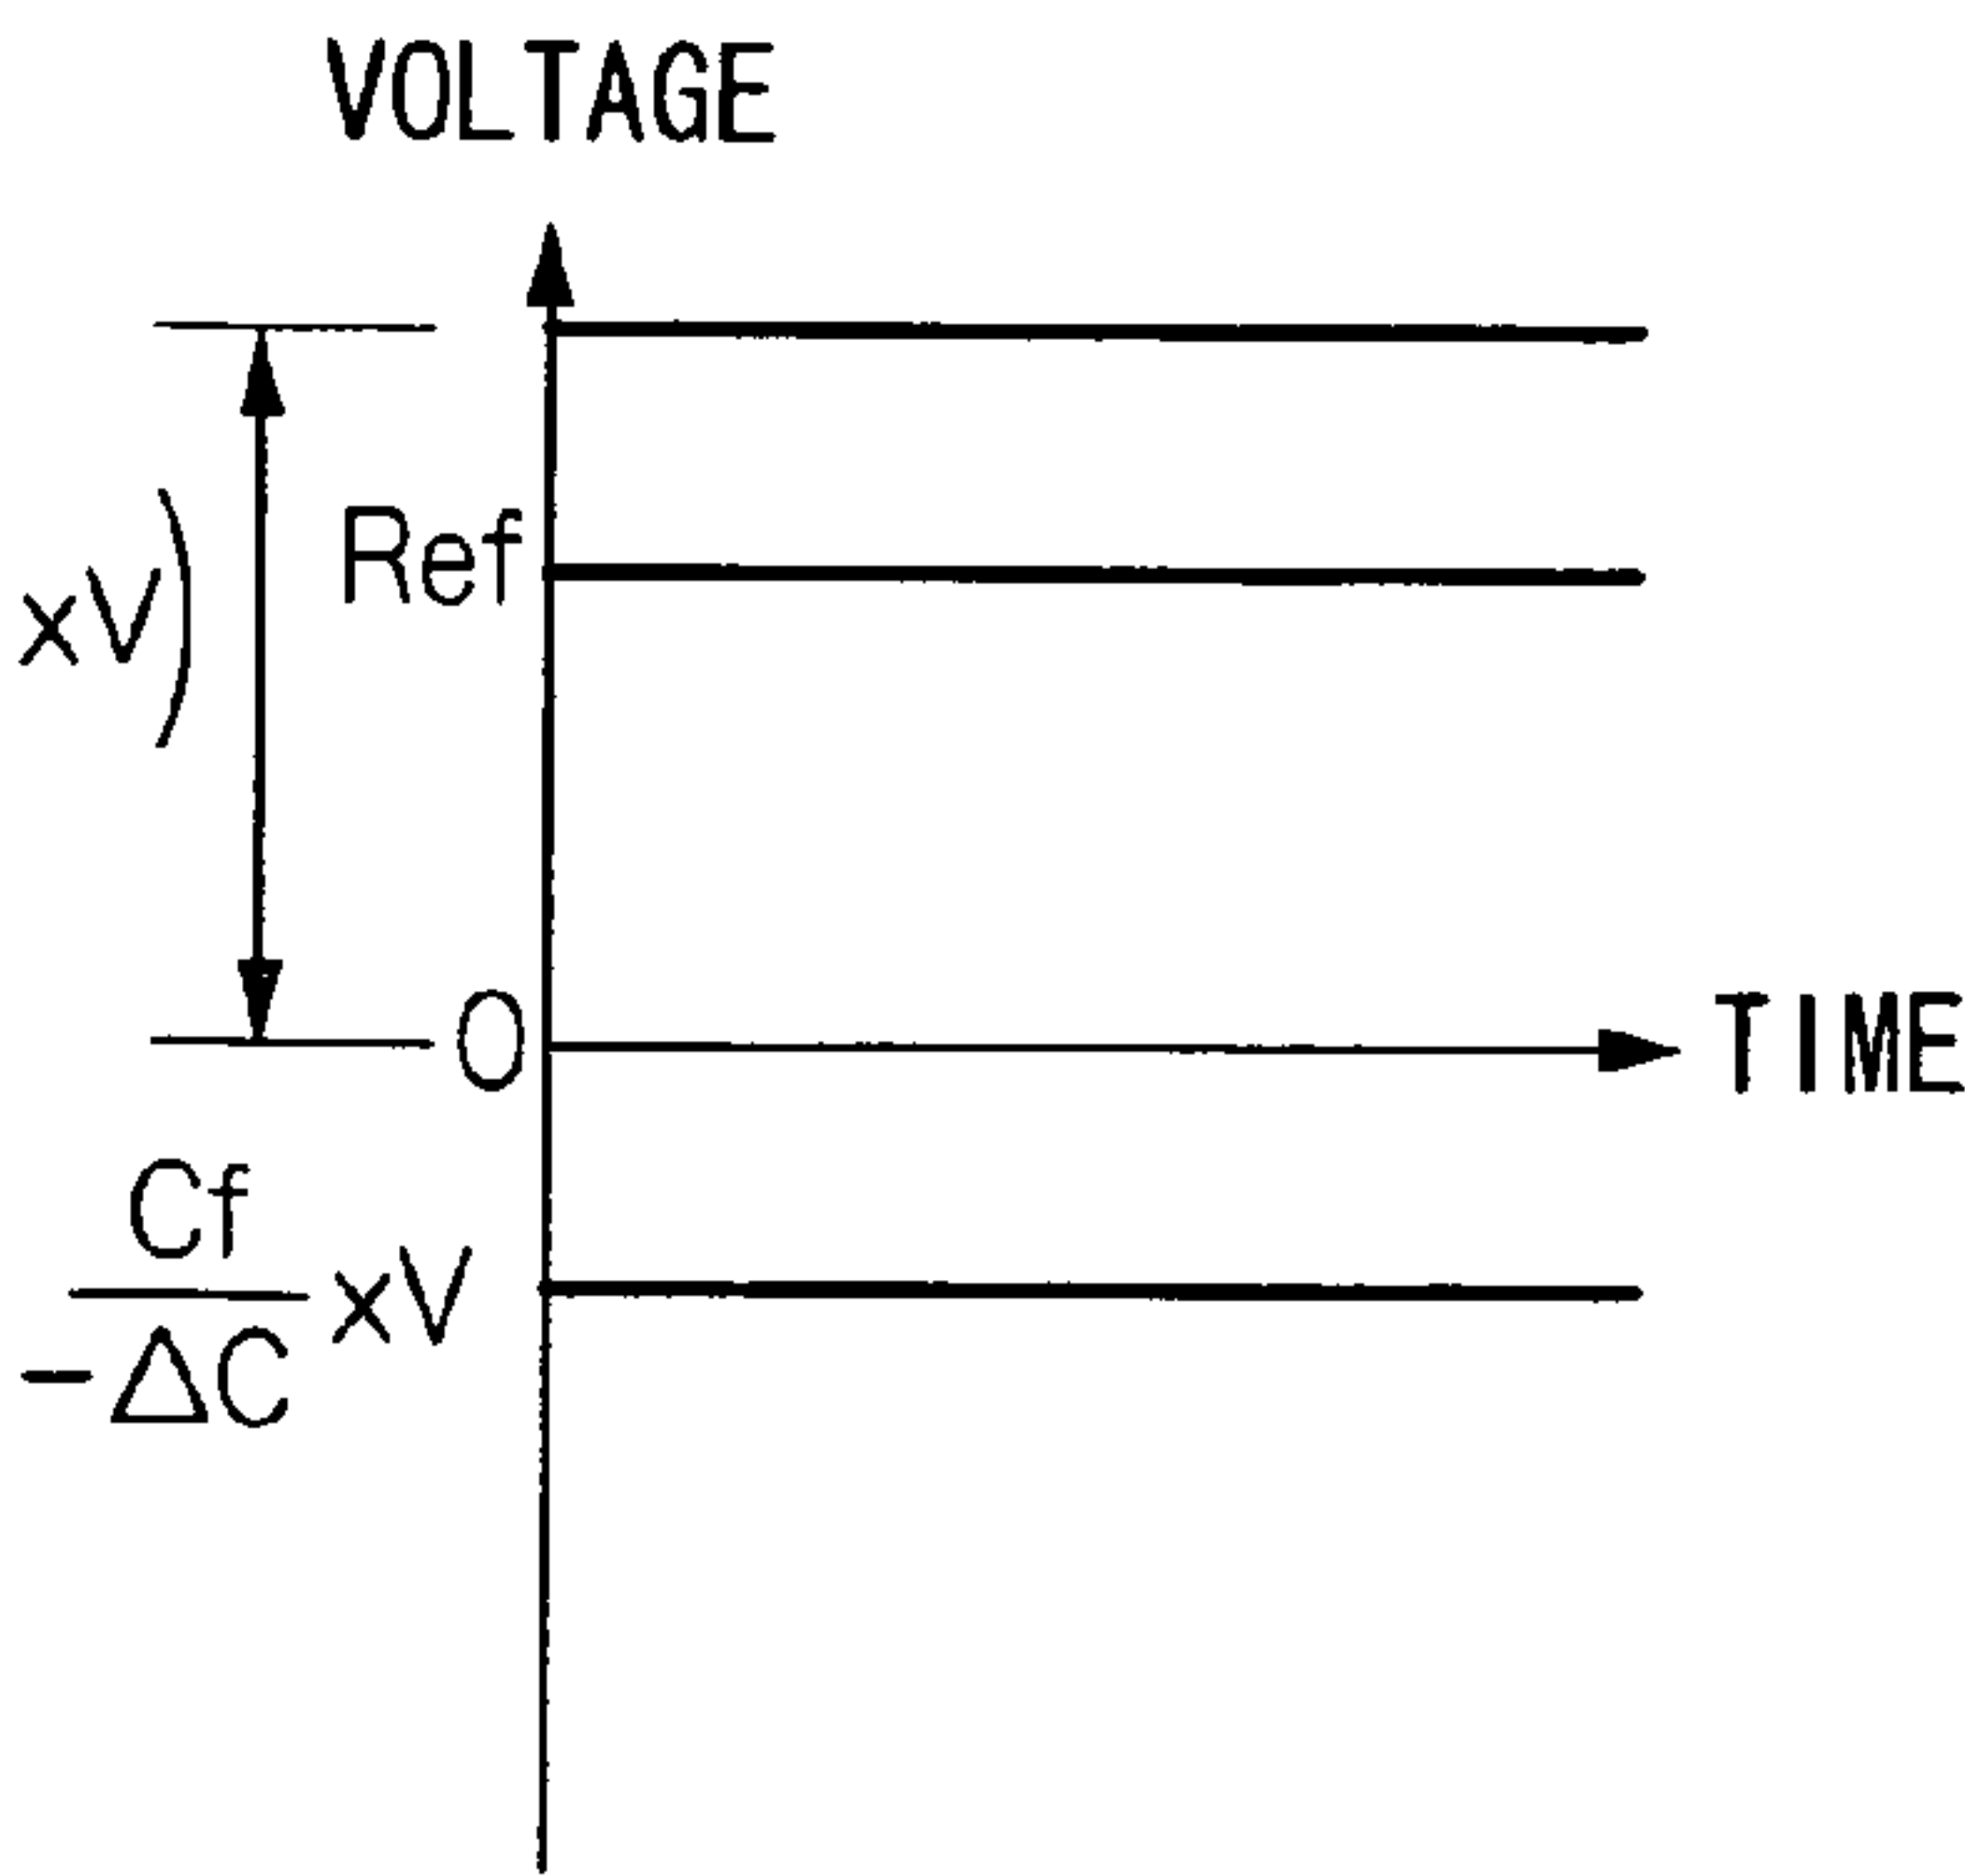 VOLTAGE
Ref
xV)
0
TIME
Cf
xV
-ΔC